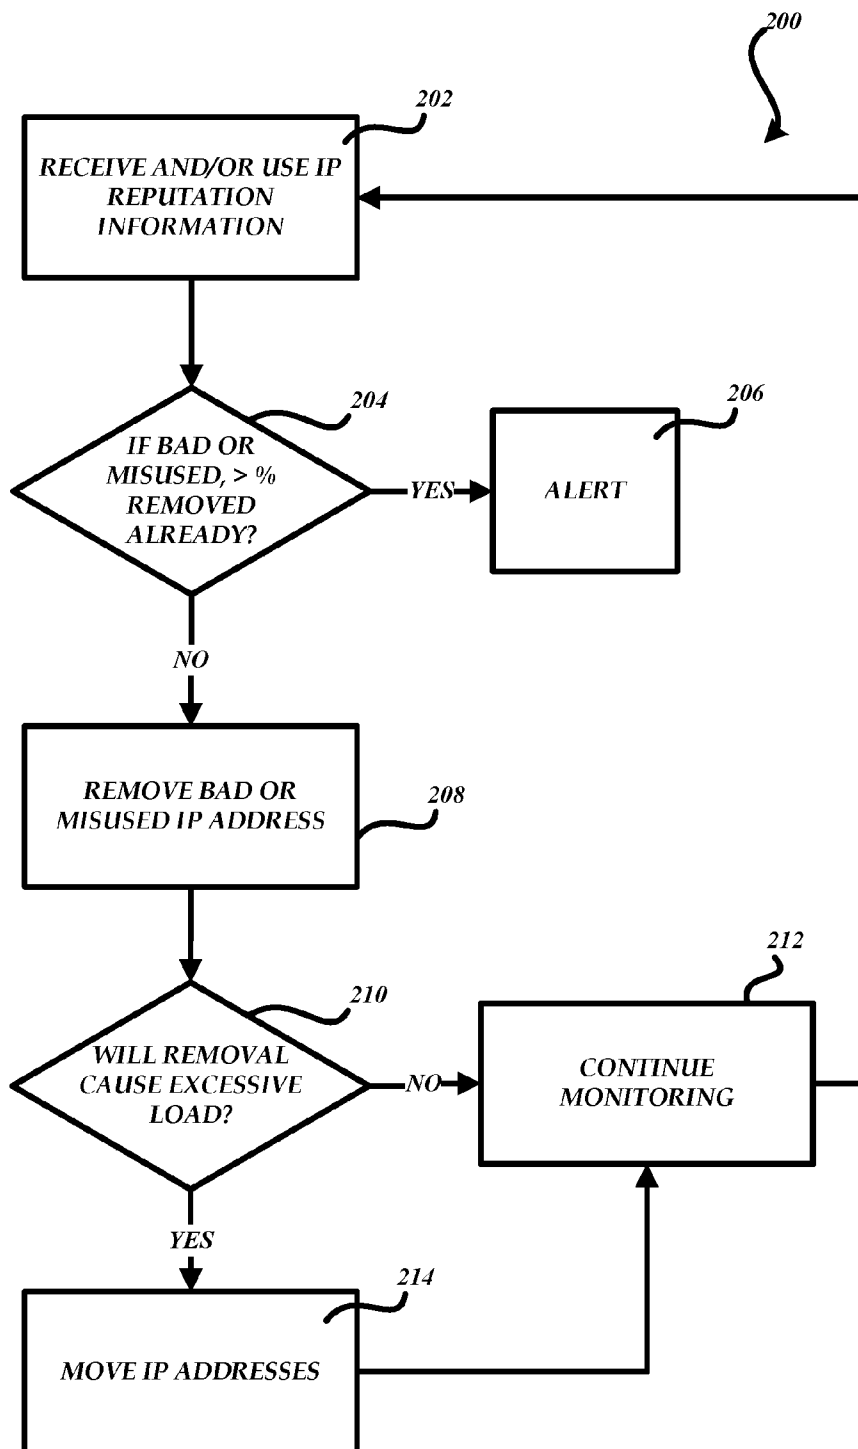 200
202
RECEIVE AND/OR USE IP
REPUTATION
INFORMATION
204
IF BAD OR
MISUSED, > %
REMOVED
ALREADY?
YES
206
ALERT
NO
REMOVE BAD OR
MISUSED IP ADDRESS
208
210
WILL REMOVAL
CAUSE EXCESSIVE
LOAD?
NO
212
CONTINUE
MONITORING
YES
214
MOVE IP ADDRESSES